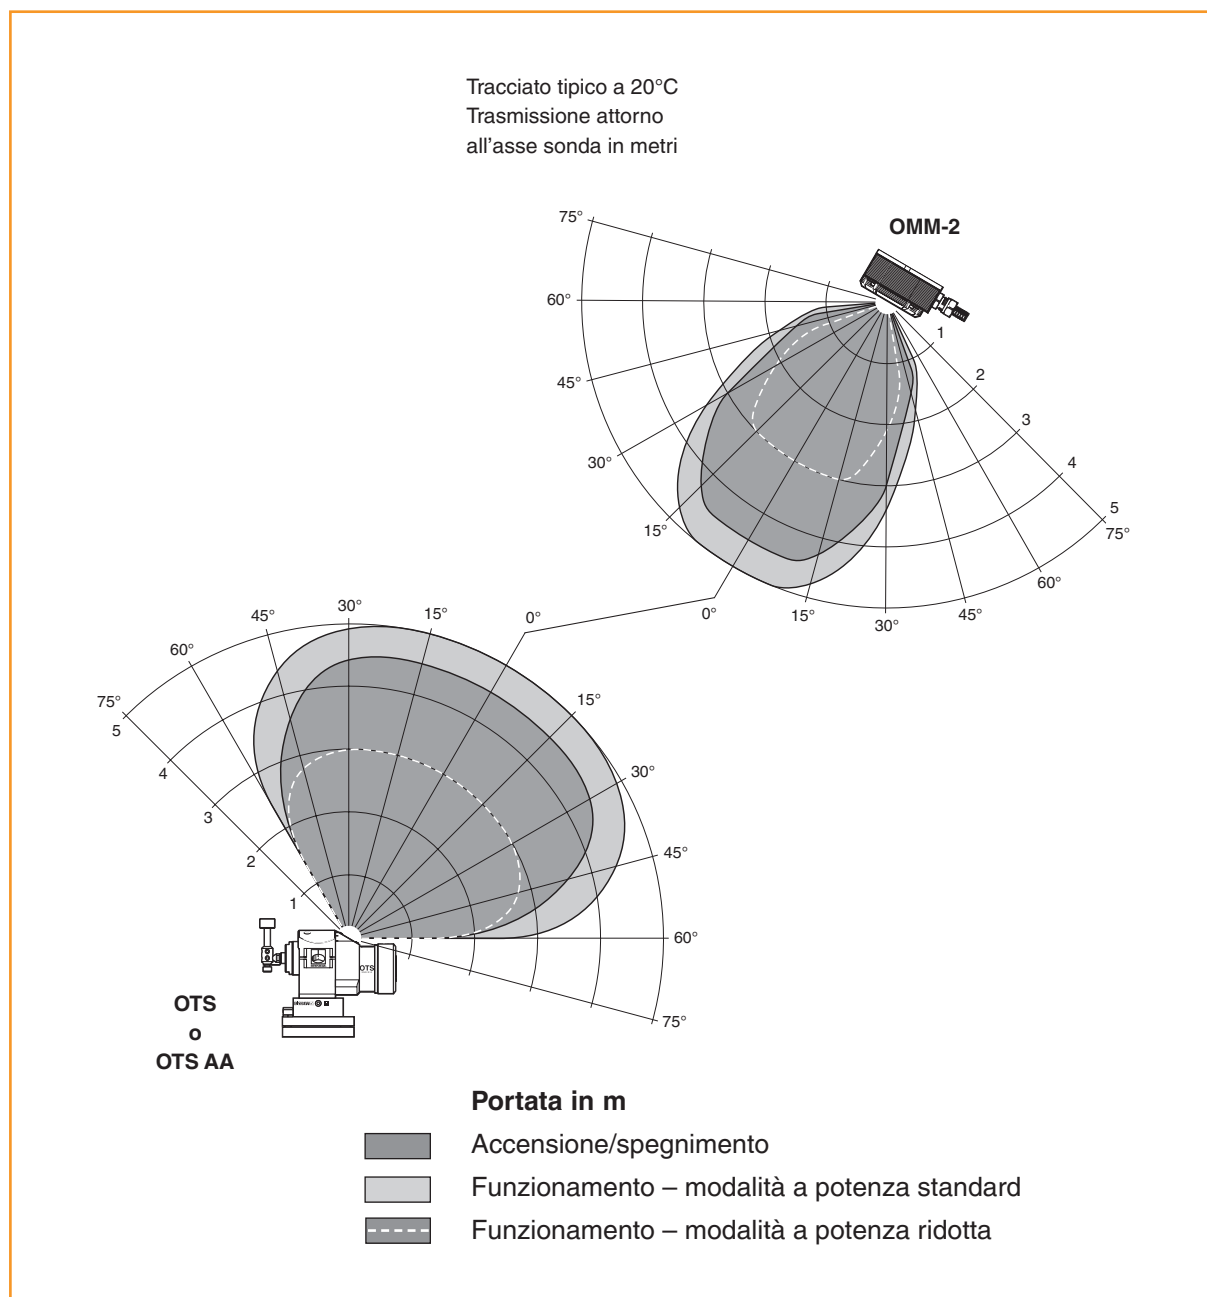 Tracciato tipico a 20°C
Trasmissione attorno
all'asse sonda in metri
75°
OMM-2
60°
1
45°
2
3
30°
4
15°
5
75°
60°
45°
30°
15°
0°
0°
15°
30°
45°
60°
75°
5
4
3
2
1
15°
30°
45°
60°
75°
OTS
OTS
o
OTS AA
Portata in m
Accensione/spegnimento
Funzionamento – modalità a potenza standard
Funzionamento – modalità a potenza ridotta